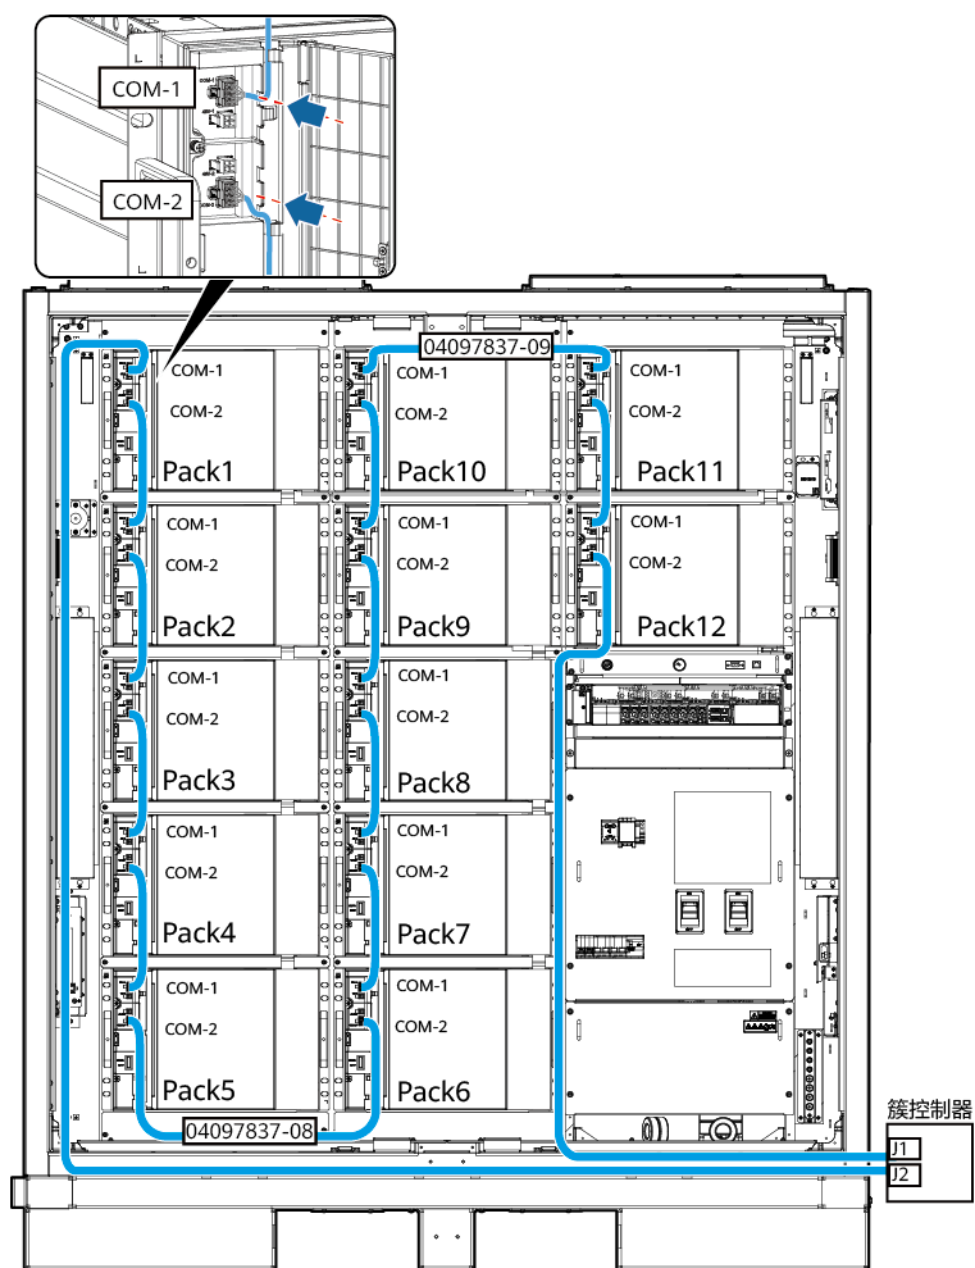 COM-1
COM-2
04097837-09
COM-1
COM-2
Pack1
COM-1
COM-2
Pack10
COM-1
COM-2
Pack11
COM-1
COM-2
Pack2
COM-1
COM-2
Pack9
COM-1
COM-2
Pack12
COM-1
COM-2
Pack3
COM-1
COM-2
Pack8
COM-1
COM-2
Pack4
COM-1
COM-2
Pack7
COM-1
COM-2
Pack5
COM-1
COM-2
Pack6
04097837-08
簇控制器
J1
J2